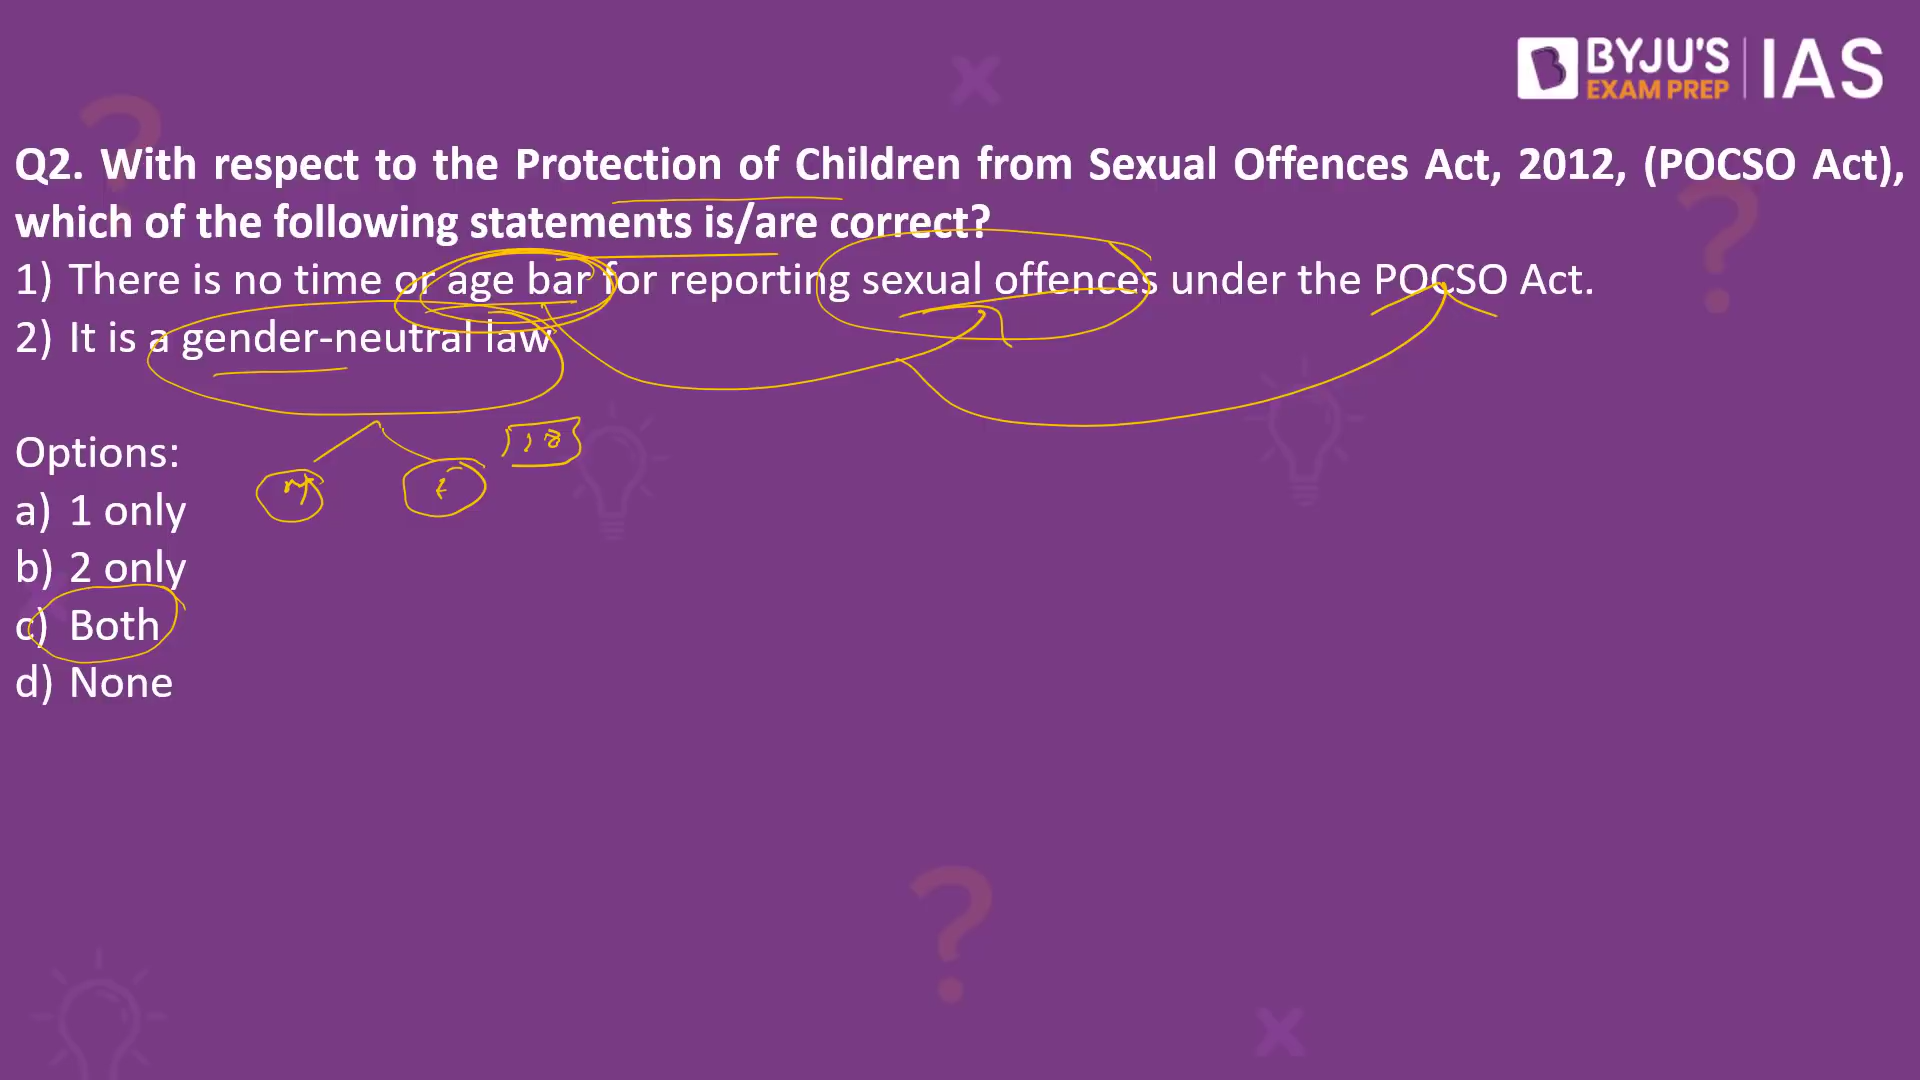 BYJU'S
EXAM PREP
IAS
Q2. With respect to the Protection of Children from Sexual Offences Act, 2012, (POCSO Act),
which of the following statements is/are correct?
1) There is no time or age bar for reporting sexual offences under the POCSO Act.
2) It is a gender-neutral law
18
Options:
a) 1 only
b) 2 only
c) Both
d) None